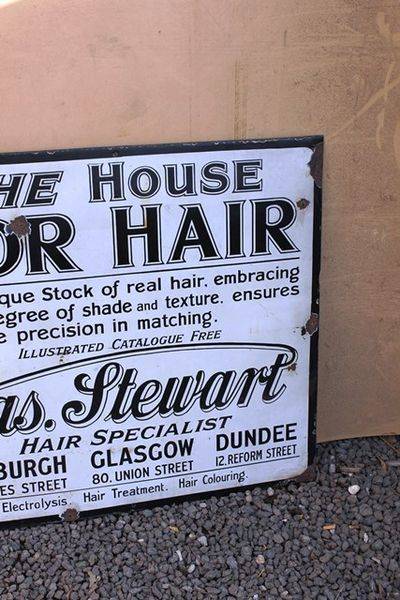 HE HOUSE
OR HAIR
que Stock of real hair. embracing
egree of shade and texture. ensures
e precision in matching.
ILLUSTRATED CATALOGUE FREE
as. Stewart
HAIR SPECIALIST
BURGH GLASGOW DUNDEE
ES STREET 80. UNION STREET 12. REFORM STREET
Electrolysis. Hair Treatment. Hair Colouring.